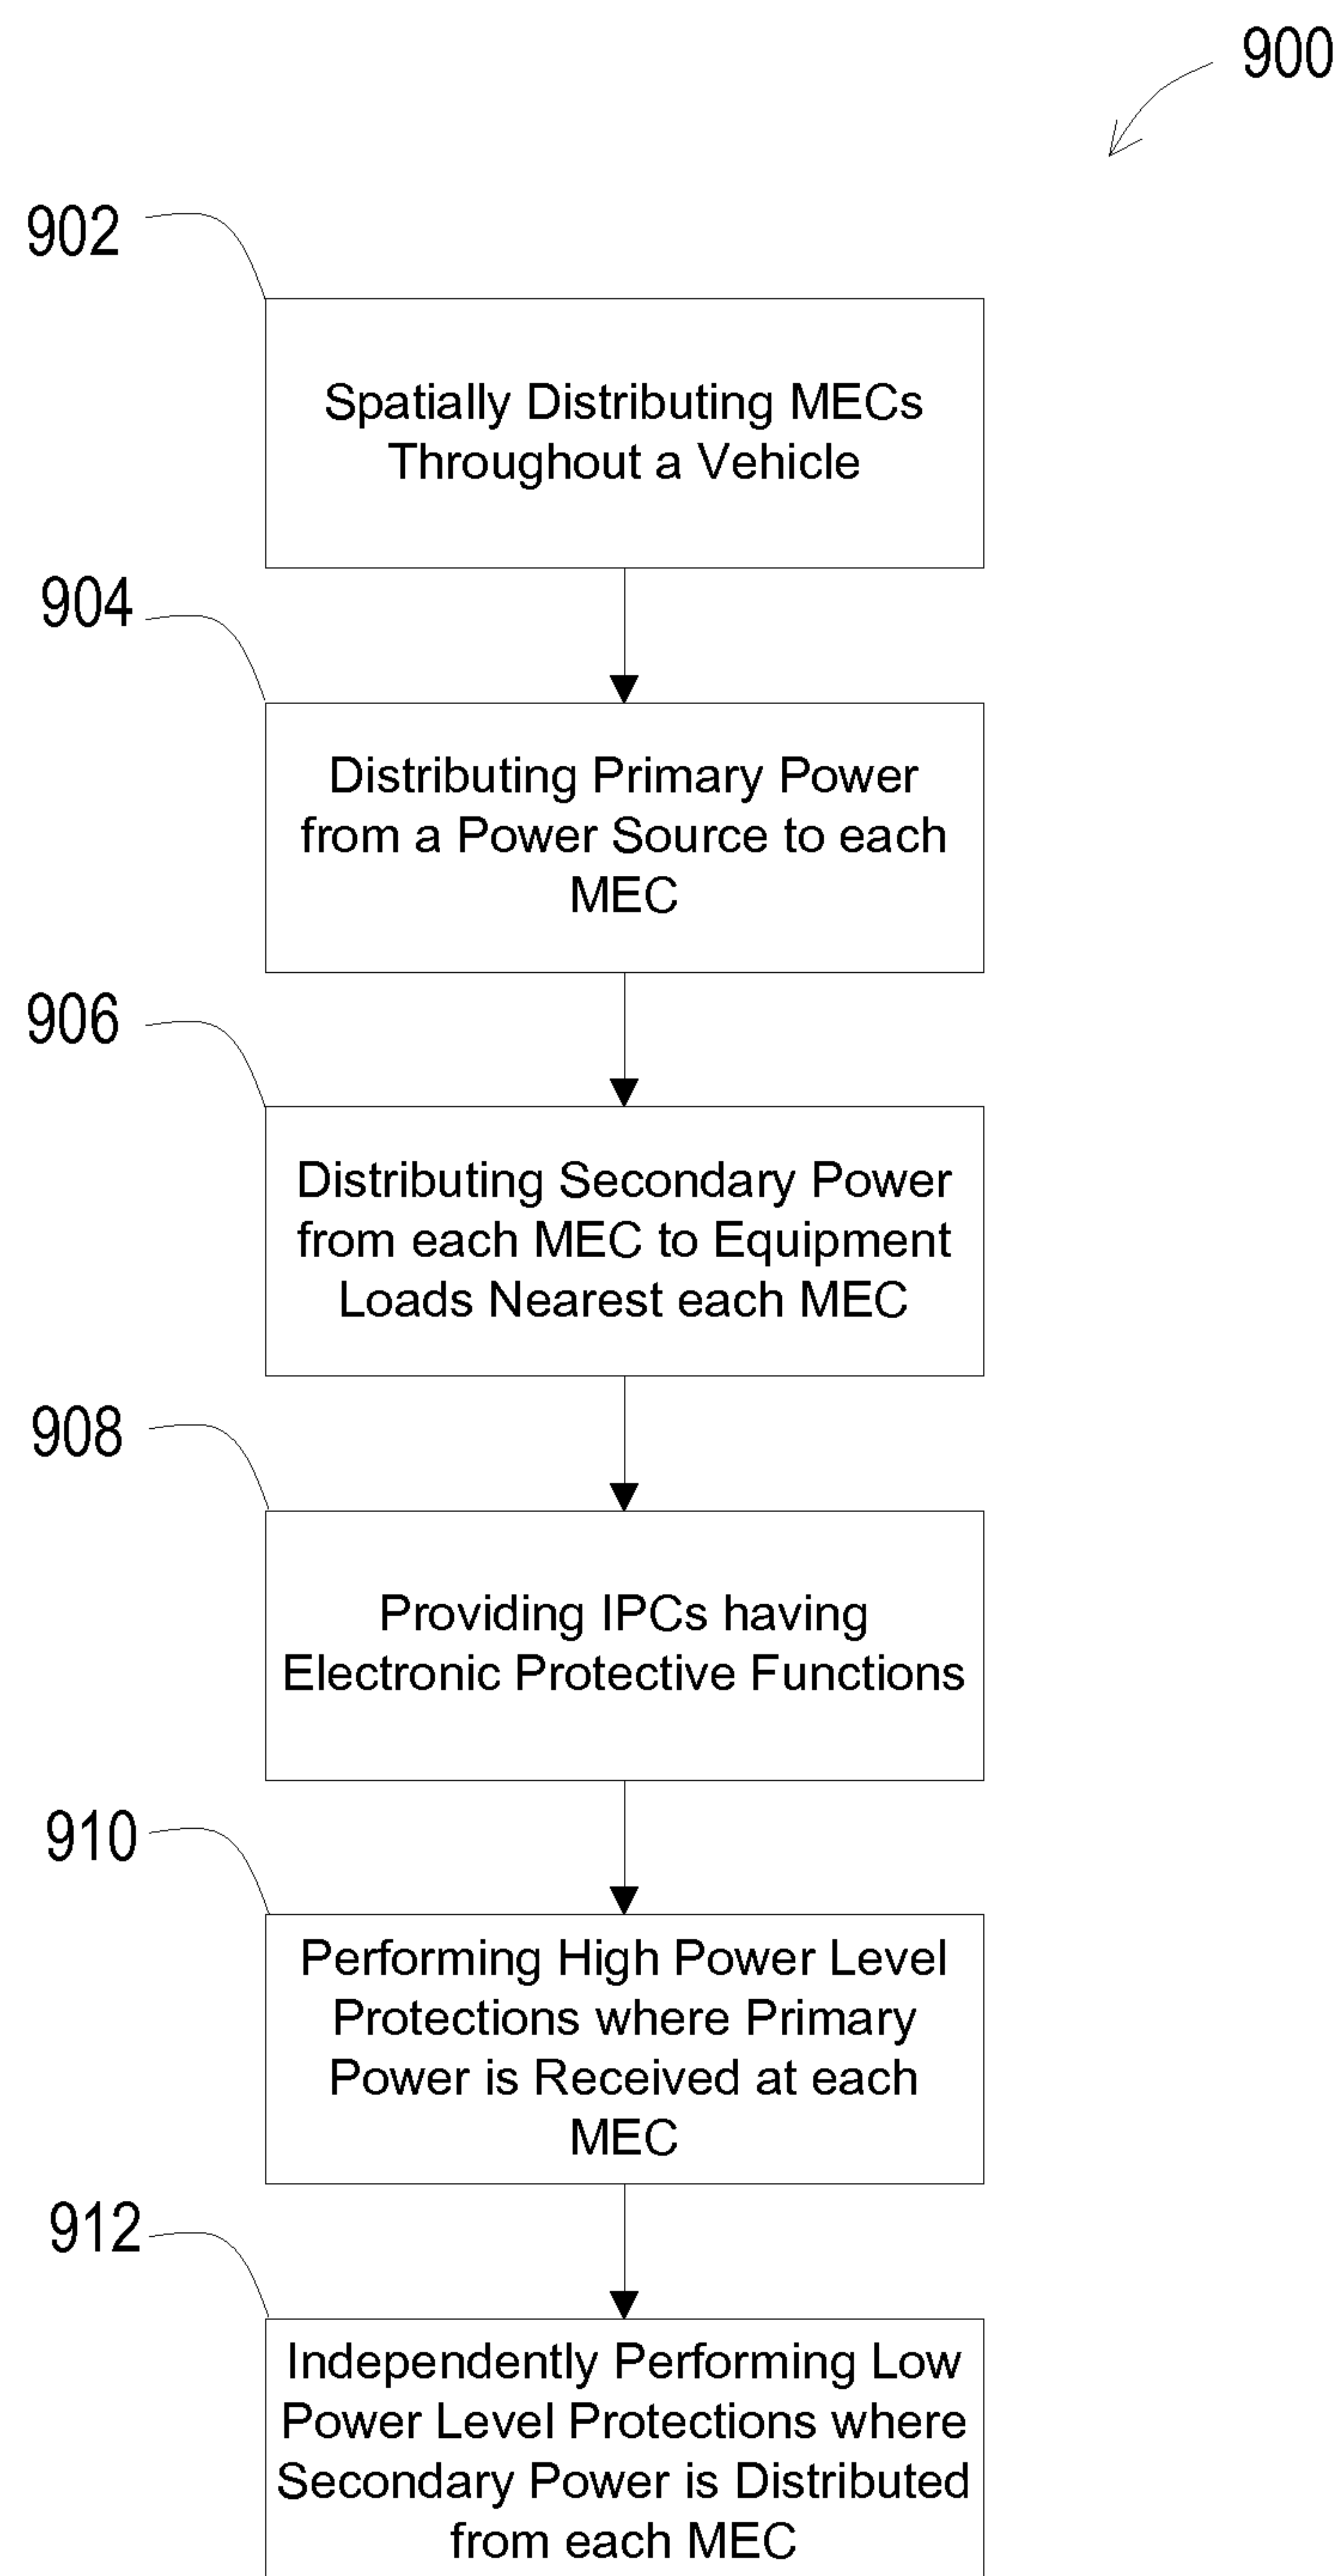 900
902
Spatially Distributing MECs
Throughout a Vehicle
904
Distributing Primary Power
from a Power Source to each
MEC
906
Distributing Secondary Power
from each MEC to Equipment
Loads Nearest each MEC
908
Providing IPCs having
Electronic Protective Functions
910
Performing High Power Level
Protections where Primary
Power is Received at each
MEC
912
Independently Performing Low
Power Level Protections where
Secondary Power is Distributed
from each MEC